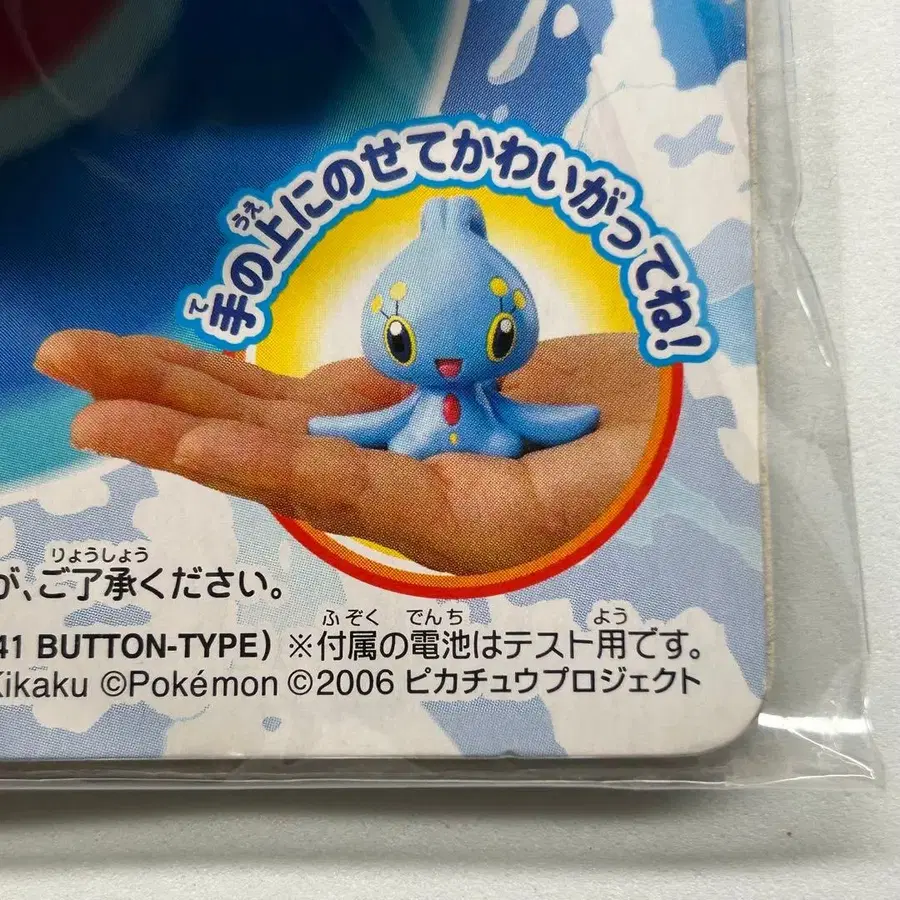 手の上にのせてかわいがってね!
て
うえ
りょうしょう
が、ご了承ください。
ふぞく でんち よう
41 BUTTON-TYPE) ※付属の電池はテスト用です。
Kikaku ©Pokémon ©2006 ピカチュウプロジェクト